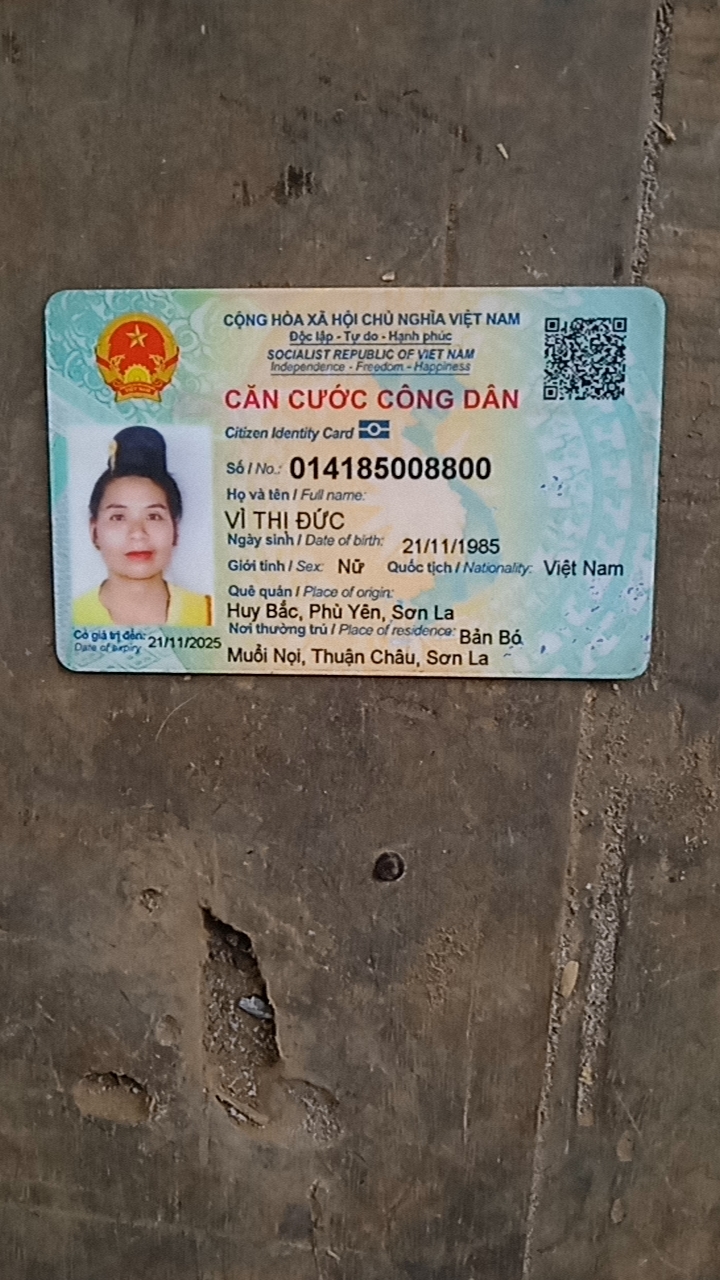 CỘNG HÒA XÃ HỘI CHỦ NGHĨA VIỆT NAM
Độc lập - Tự do - Hạnh phúc
SOCIALIST REPUBLIC OF VIET NAM
Independence - Freedom - Happiness
CĂN CƯỚC CÔNG DÂN
Citizen Identity Card
Số / No.: 014185008800
Họ và tên / Full name:
VÌ THỊ ĐỨC
Ngày sinh / Date of birth: 21/11/1985
Giới tính / Sex: Nữ Quốc tịch / Nationality: Việt Nam
Quê quán / Place of origin:
Huy Bắc, Phù Yên, Sơn La
Nơi thường trú / Place of residence: Bản Bó
Muổi Nọi, Thuận Châu, Sơn La
Có giá trị đến: 21/11/2025
Date of expiry